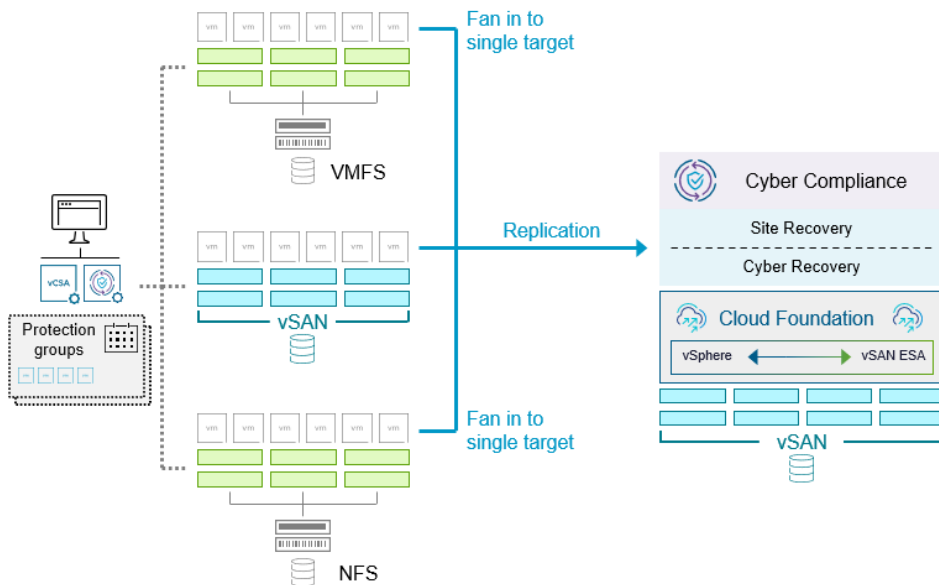 vm vm vm vm vm vm
Fan in to
single target
VMFS
vCSA
Protection
groups
vm vm vm vm vm vm
vSAN
Replication
vm vm vm vm vm vm
Fan in to
single target
NFS
Cyber Compliance
Site Recovery
Cyber Recovery
Cloud Foundation
vSphere
vSAN ESA
vSAN